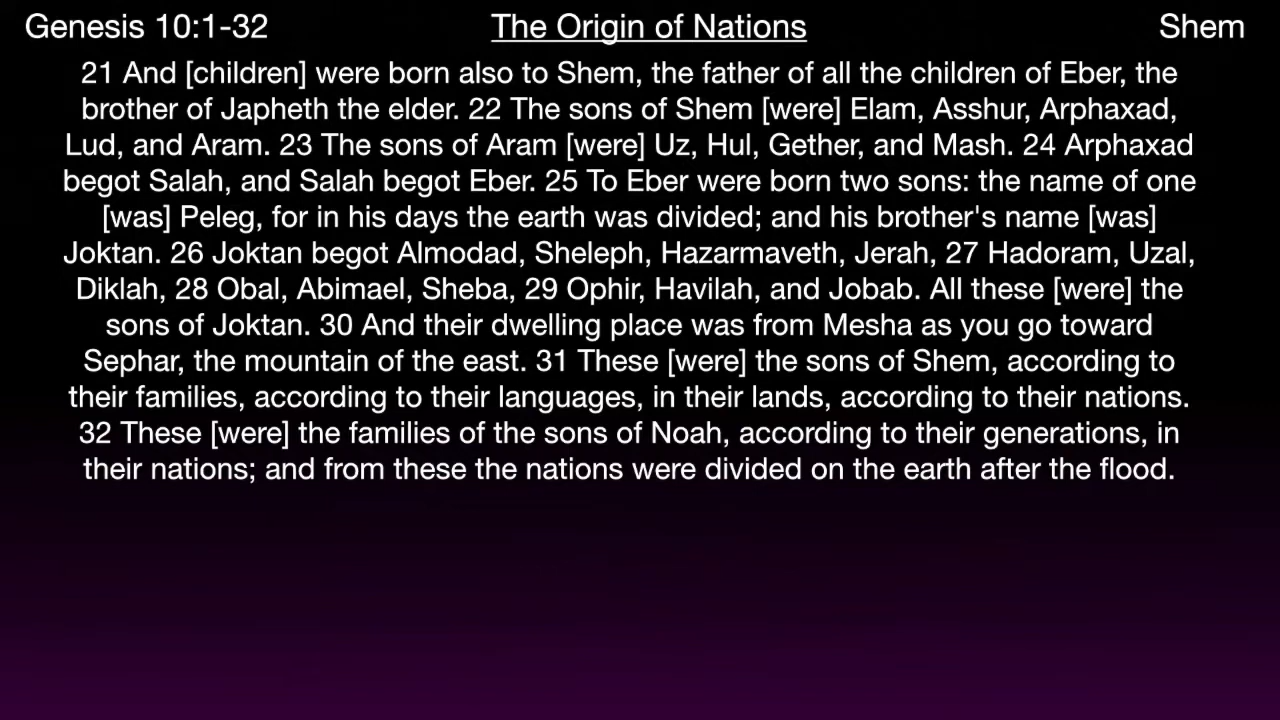 Genesis 10:1-32 The Origin of Nations Shem
21 And [children] were born also to Shem, the father of all the children of Eber, the
brother of Japheth the elder. 22 The sons of Shem [were] Elam, Asshur, Arphaxad,
Lud, and Aram. 23 The sons of Aram [were] Uz, Hul, Gether, and Mash. 24 Arphaxad
begot Salah, and Salah begot Eber. 25 To Eber were born two sons: the name of one
[was] Peleg, for in his days the earth was divided; and his brother's name [was]
Joktan. 26 Joktan begot Almodad, Sheleph, Hazarmaveth, Jerah, 27 Hadoram, Uzal,
Diklah, 28 Obal, Abimael, Sheba, 29 Ophir, Havilah, and Jobab. All these [were] the
sons of Joktan. 30 And their dwelling place was from Mesha as you go toward
Sephar, the mountain of the east. 31 These [were] the sons of Shem, according to
their families, according to their languages, in their lands, according to their nations.
32 These [were] the families of the sons of Noah, according to their generations, in
their nations; and from these the nations were divided on the earth after the flood.